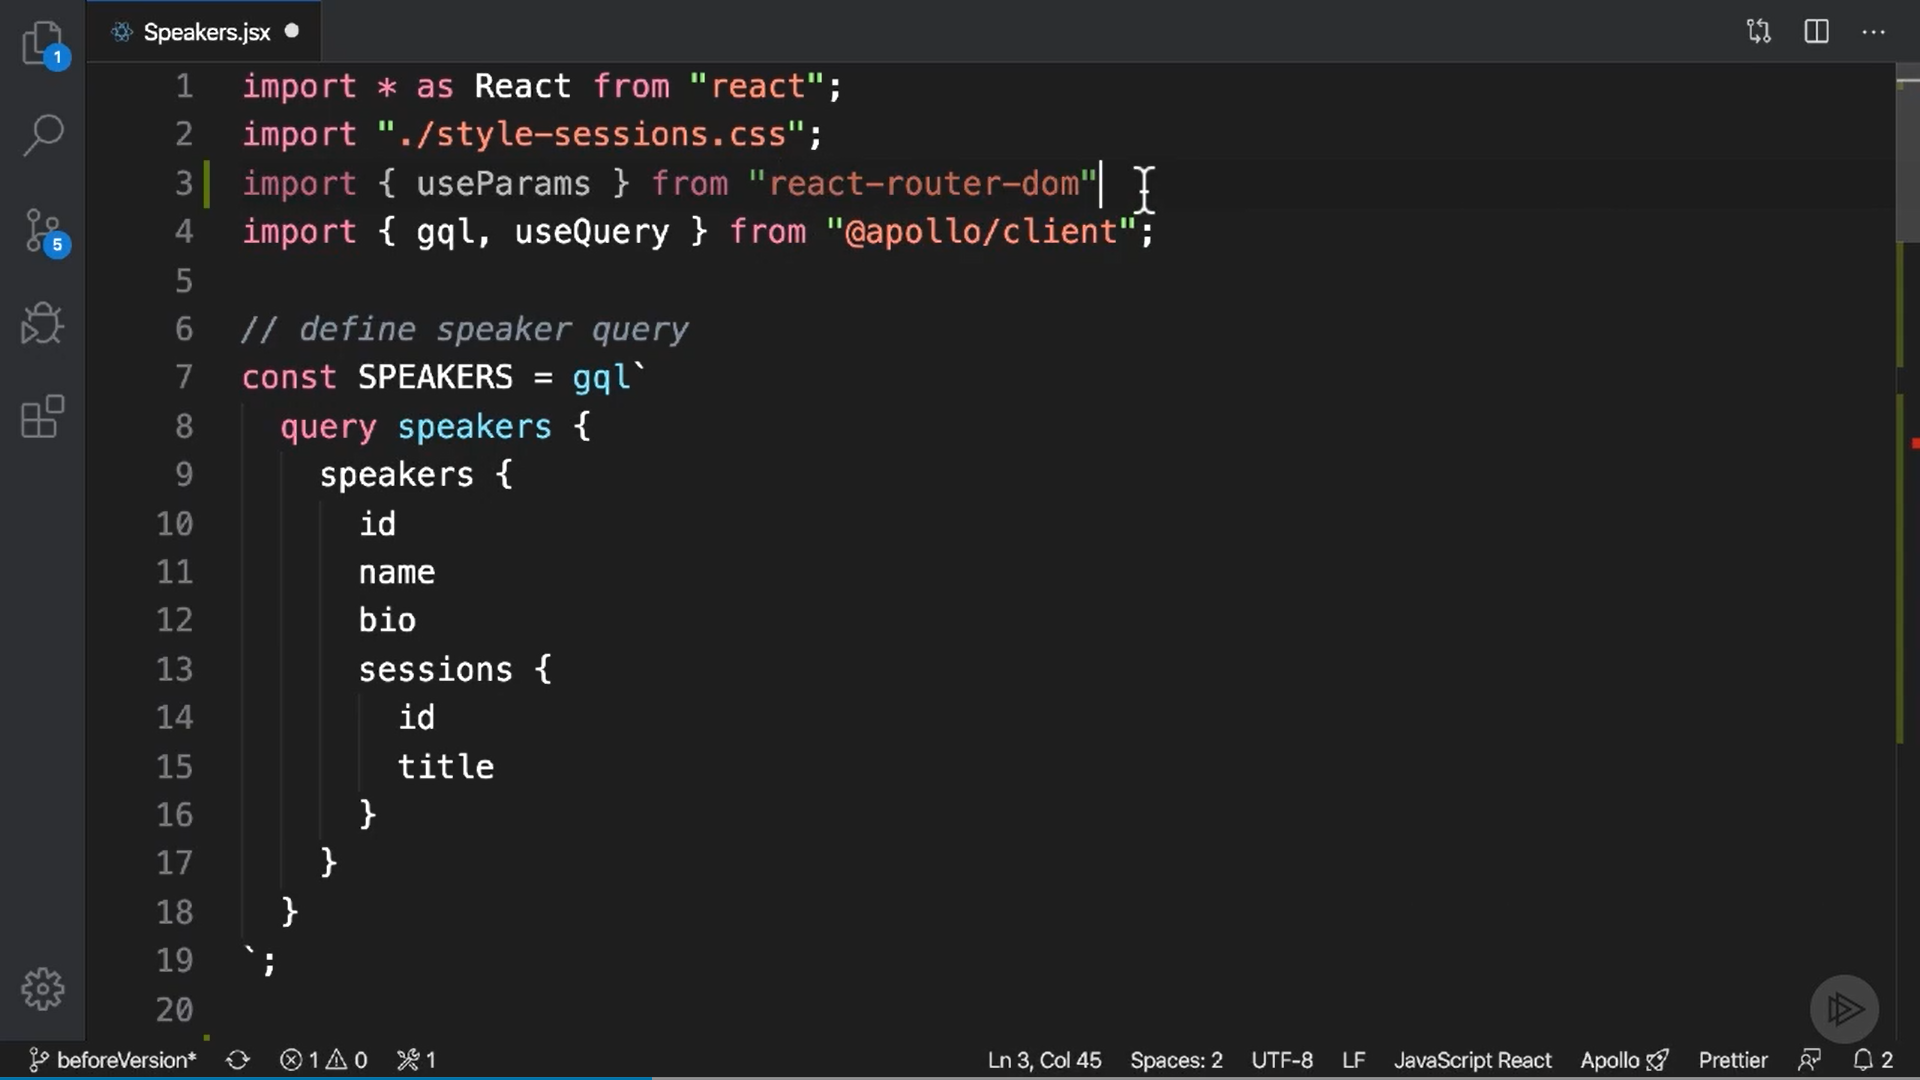 1
Speakers.jsx
1 import * as React from "react";
2 import "./style-sessions.css";
3 import { useParams } from "react-router-dom"
4 import { gql, useQuery } from "@apollo/client";
5
5
6 // define speaker query
7 const SPEAKERS = gql`
8 query speakers {
9 speakers {
10 id
11 name
12 bio
13 sessions {
14 id
15 title
16 }
17 }
18 }
19 `;
20
beforeVersion* 1 0 1 Ln 3, Col 45 Spaces: 2 UTF-8 LF JavaScript React Apollo Prettier 2